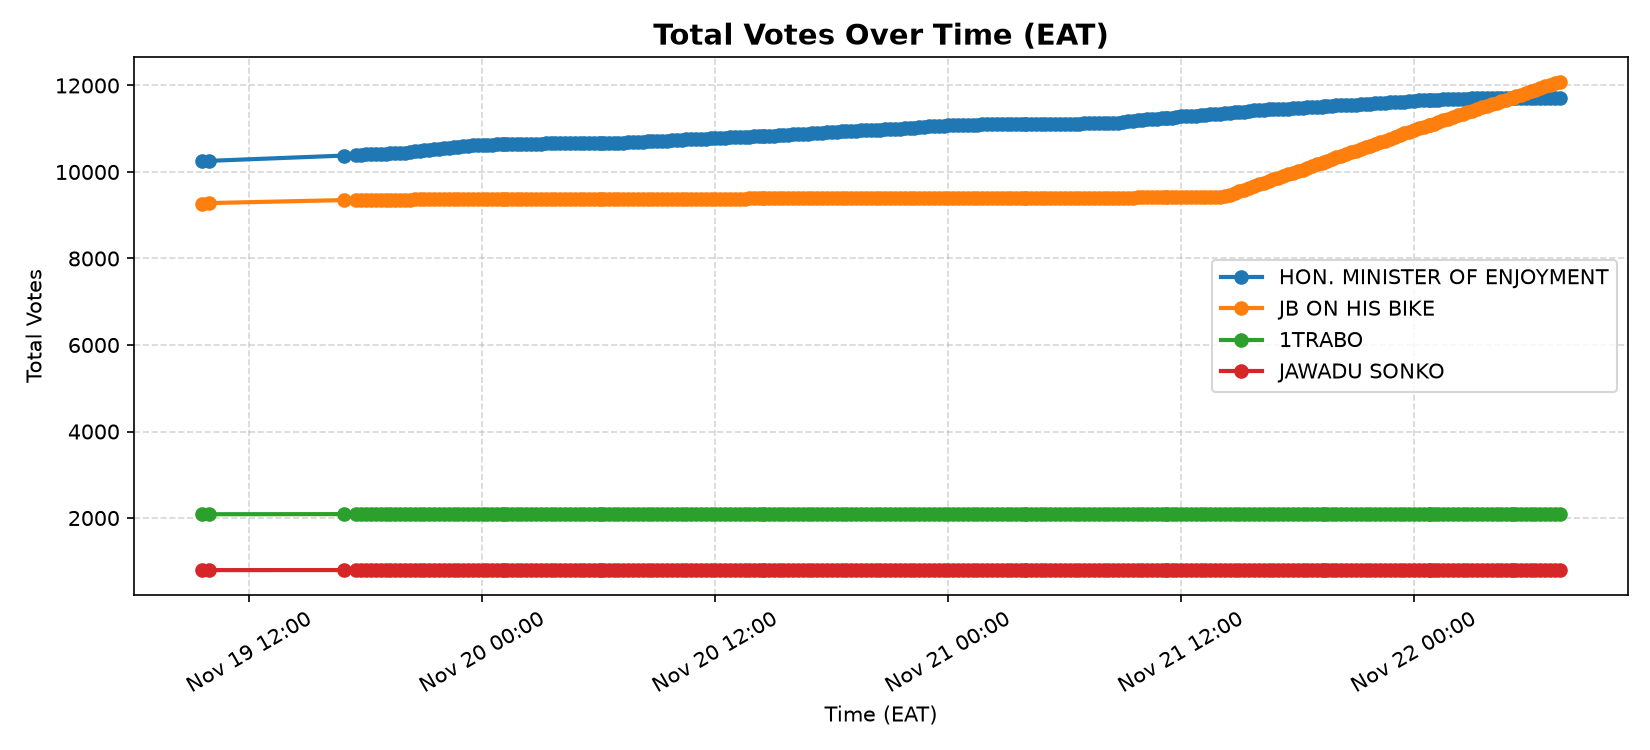 Total Votes Over Time (EAT)
Total Votes
12000
10000
8000
6000
4000
2000
HON. MINISTER OF ENJOYMENT
JB ON HIS BIKE
1TRABO
JAWADU SONKO
Nov 19 12:00
Nov 20 00:00
Nov 20 12:00
Nov 21 00:00
Nov 21 12:00
Nov 22 00:00
Time (EAT)